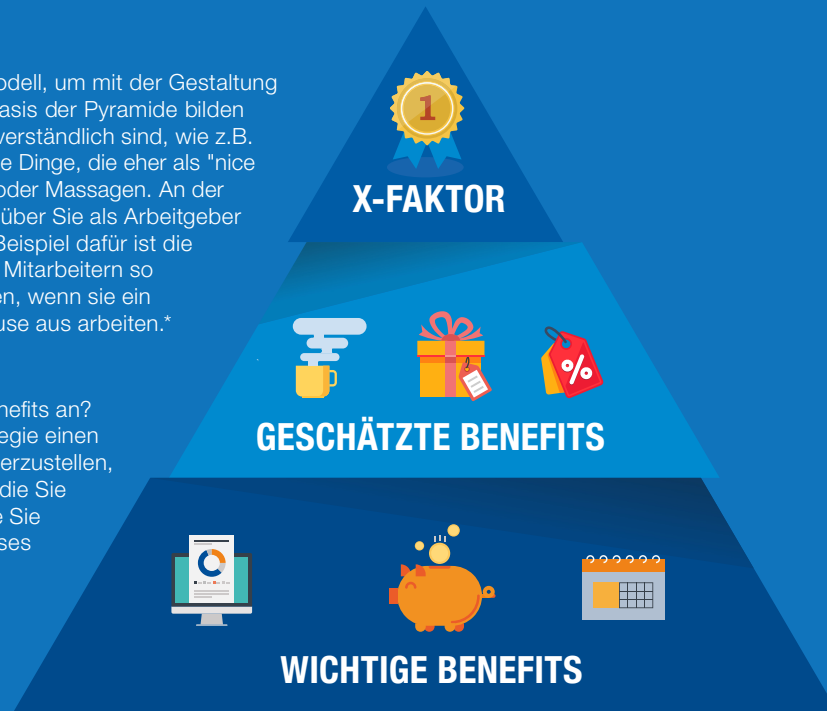 odell, um mit der Gestaltung
asis der Pyramide bilden
verständlich sind, wie z.B.
e Dinge, die eher als "nice
oder Massagen. An der
über Sie als Arbeitgeber
Beispiel dafür ist die
Mitarbeitern so
en, wenn sie ein
use aus arbeiten.*
nefits an?
egie einen
erzustellen,
die Sie
e Sie
ses
1
X-FAKTOR
%
GESCHÄTZTE BENEFITS
WICHTIGE BENEFITS